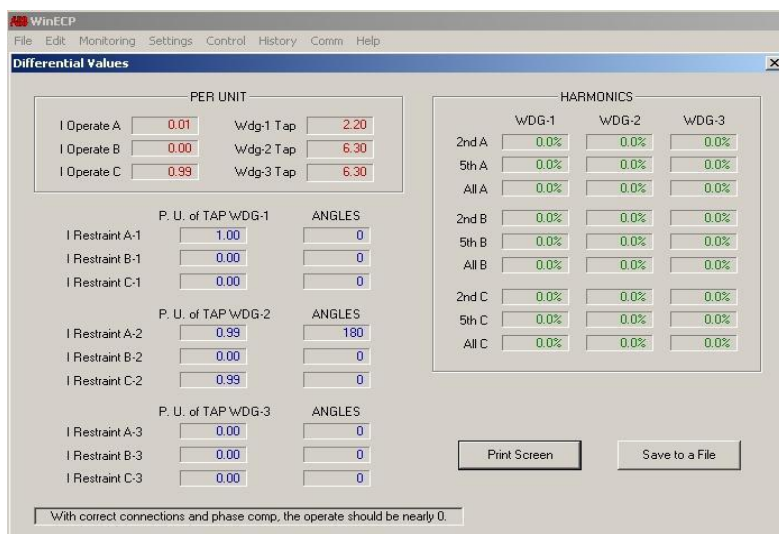 ABB WinECP
File Edit Monitoring Settings Control History Comm Help
Differential Values
PER UNIT
I Operate A 0.01 Wdg-1 Tap 2.20
I Operate B 0.00 Wdg-2 Tap 6.30
I Operate C 0.99 Wdg-3 Tap 6.30
P. U. of TAP WDG-1 ANGLES
I Restraint A-1 1.00 0
I Restraint B-1 0.00 0
I Restraint C-1 0.00 0
P. U. of TAP WDG-2 ANGLES
I Restraint A-2 0.99 180
I Restraint B-2 0.00 0
I Restraint C-2 0.99 0
P. U. of TAP WDG-3 ANGLES
I Restraint A-3 0.00 0
I Restraint B-3 0.00 0
I Restraint C-3 0.00 0
HARMONICS
WDG-1 WDG-2 WDG-3
2nd A 0.0% 0.0% 0.0%
5th A 0.0% 0.0% 0.0%
All A 0.0% 0.0% 0.0%
2nd B 0.0% 0.0% 0.0%
5th B 0.0% 0.0% 0.0%
All B 0.0% 0.0% 0.0%
2nd C 0.0% 0.0% 0.0%
5th C 0.0% 0.0% 0.0%
All C 0.0% 0.0% 0.0%
Print Screen Save to a File
With correct connections and phase comp, the operate should be nearly 0.